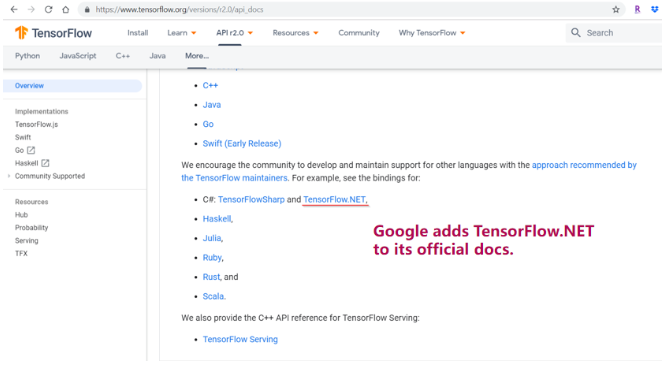 https://www.tensorflow.org/versions/r2.0/api_docs
TensorFlow Install Learn API r2.0 Resources Community Why TensorFlow Search
Python JavaScript C++ Java More...
Overview
Implementations
TensorFlow.js
Swift
Go
Haskell
Community Supported
Resources
Hub
Probability
Serving
TFX
C++
Java
Go
Swift (Early Release)
We encourage the community to develop and maintain support for other languages with the approach recommended by
the TensorFlow maintainers. For example, see the bindings for:
C#: TensorFlowSharp and TensorFlow.NET,
Haskell,
Julia,
Ruby,
Rust, and
Scala.
Google adds TensorFlow.NET
to its official docs.
We also provide the C++ API reference for TensorFlow Serving:
TensorFlow Serving